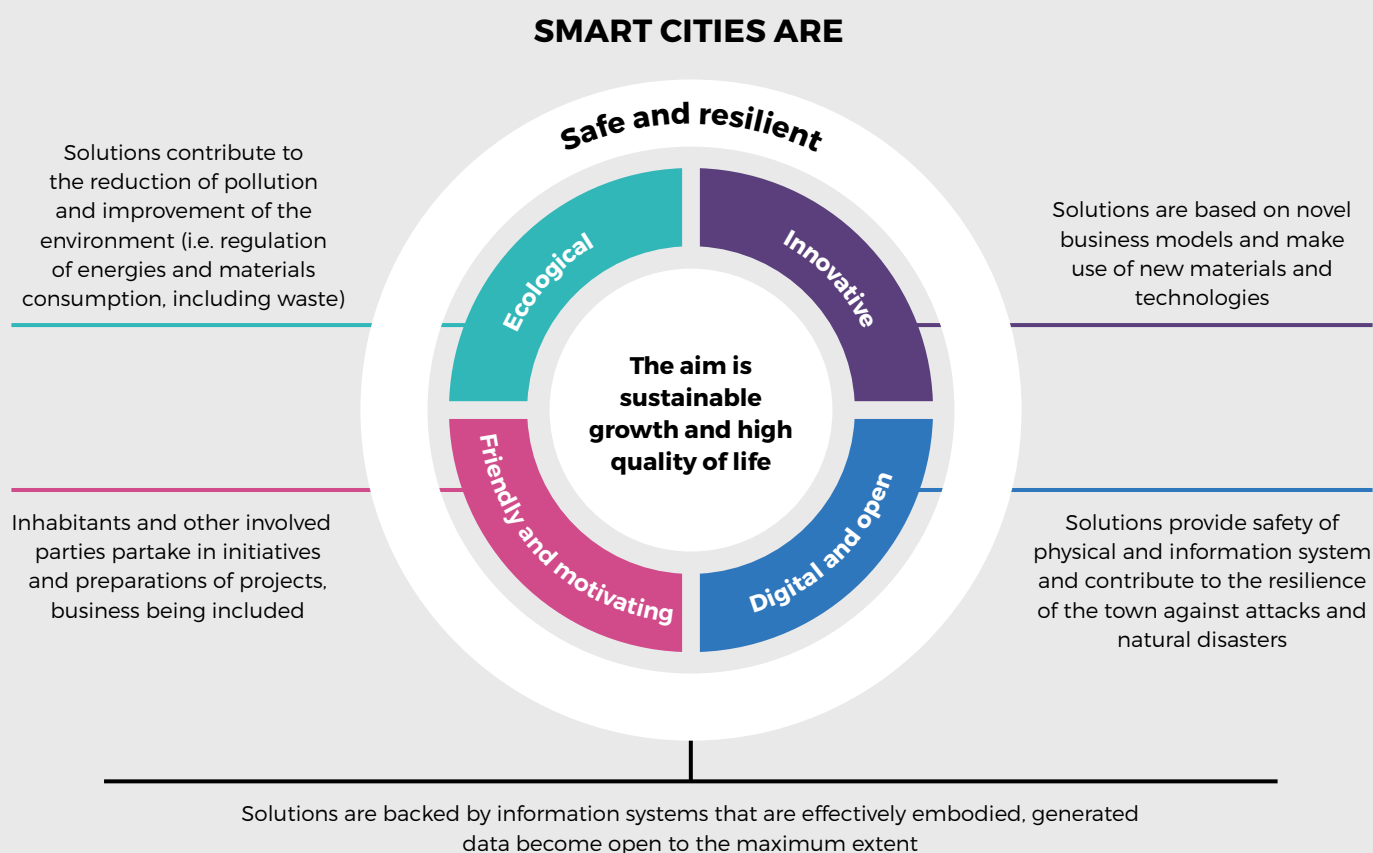 SMART CITIES ARE
Safe and resilient
Solutions contribute to
the reduction of pollution
and improvement of the
environment (i.e. regulation
of energies and materials
consumption, including waste)
Ecological
Innovative
Solutions are based on novel
business models and make
use of new materials and
technologies
The aim is
sustainable
growth and high
quality of life
Inhabitants and other involved
parties partake in initiatives
and preparations of projects,
business being included
Friendly and motivating
Digital and open
Solutions provide safety of
physical and information system
and contribute to the resilience
of the town against attacks and
natural disasters
Solutions are backed by information systems that are effectively embodied, generated
data become open to the maximum extent